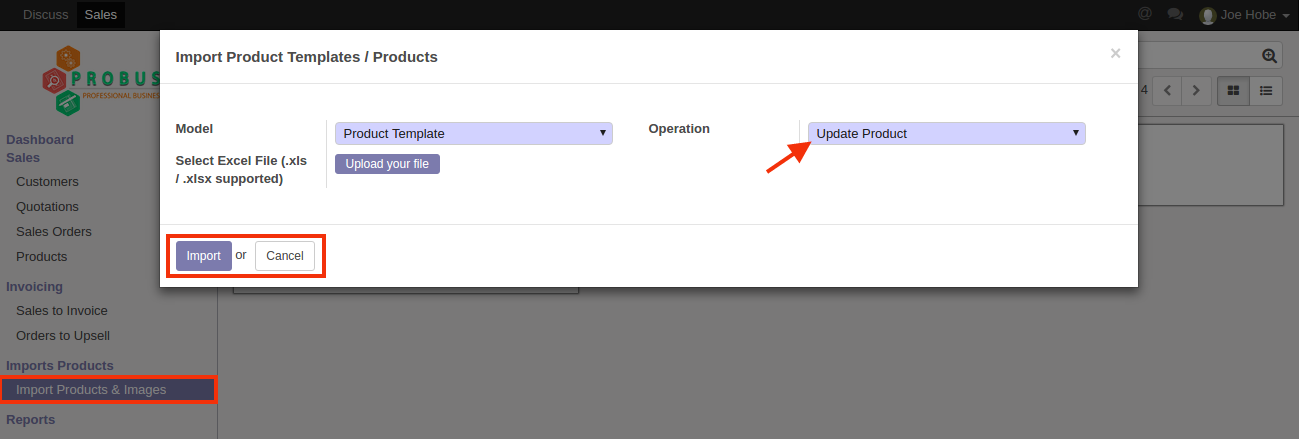 Discuss Sales @ Joe Hobe
Import Product Templates / Products ×
PROBUS
PROFESSIONAL BUSINE
4
Model Product Template Operation Update Product
Select Excel File (.xls
/ .xlsx supported) Upload your file
Import or Cancel
Dashboard
Sales
Customers
Quotations
Sales Orders
Products
Invoicing
Sales to Invoice
Orders to Upsell
Imports Products
Import Products & Images
Reports